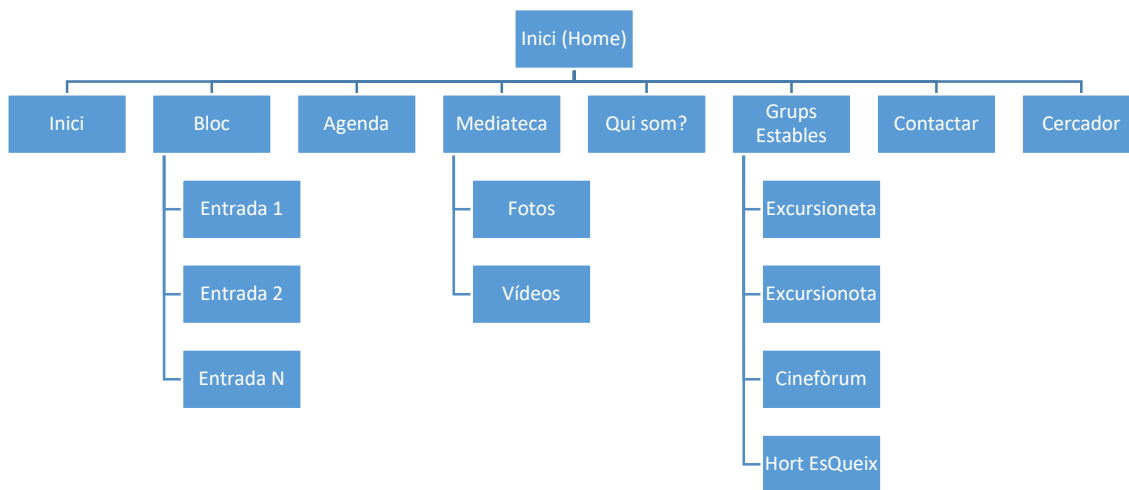 Inici (Home)
Inici
Bloc
Agenda
Mediateca
Qui som?
Grups
Estables
Contactar
Cercador
Entrada 1
Entrada 2
Entrada N
Fotos
Vídeos
Excursioneta
Excursionota
Cinefòrum
Hort EsQueix